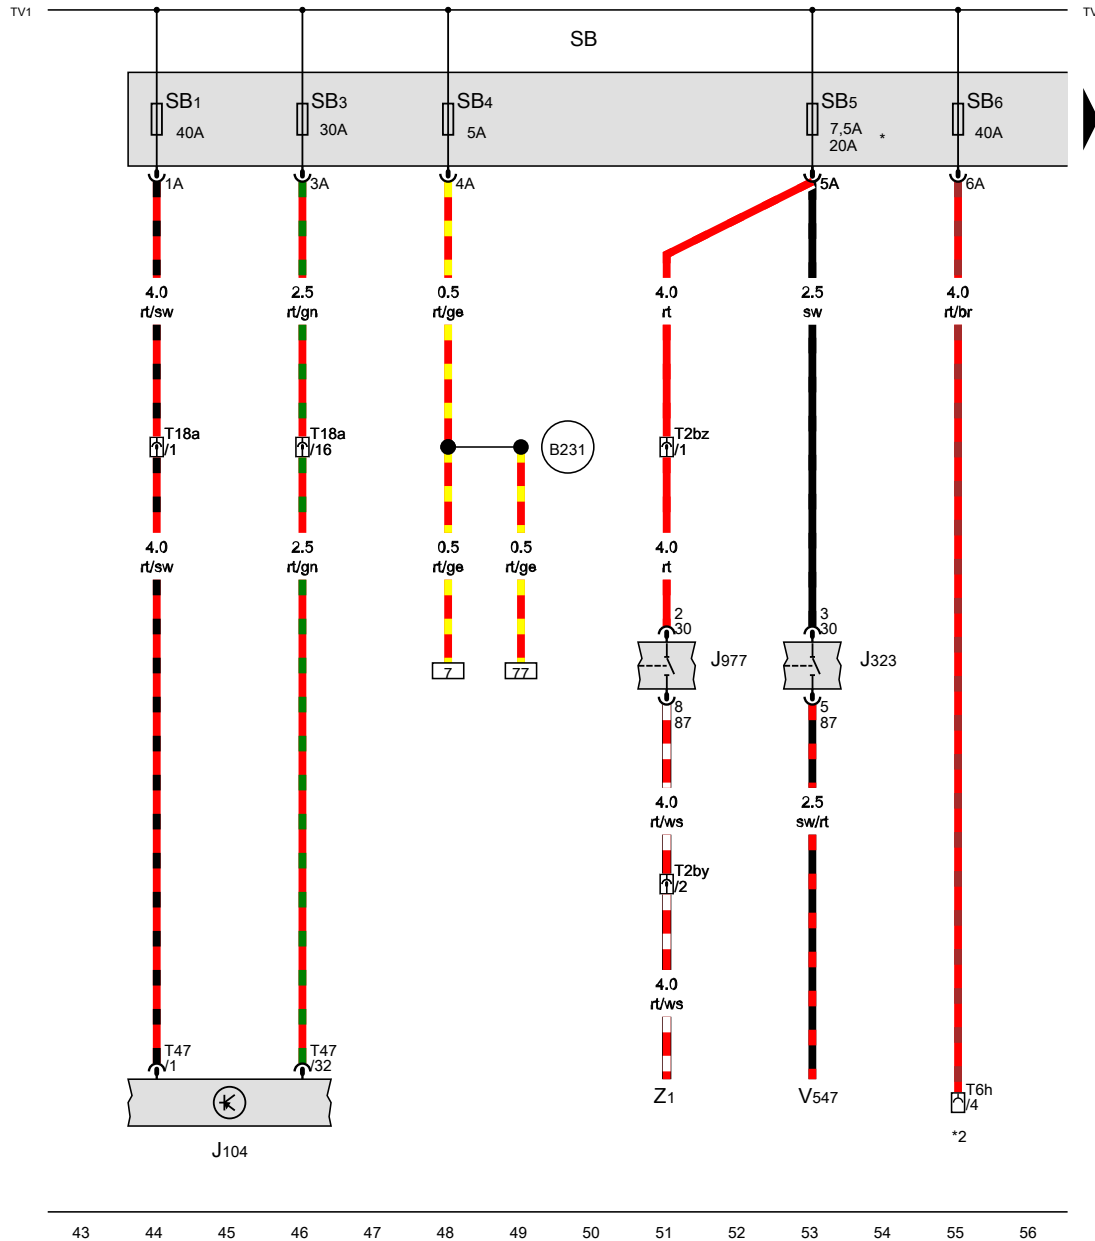 TV1
TV
SB
SB1
40A
SB3
30A
SB4
5A
SB5
7,5A
20A
*
SB6
40A
1A
3A
4A
5A
6A
4.0
rt/sw
2.5
rt/gn
0.5
rt/ge
4.0
rt
2.5
sw
4.0
rt/br
T18a
/1
T18a
/16
B231
T2bz
/1
4.0
rt/sw
2.5
rt/gn
0.5
rt/ge
0.5
rt/ge
4.0
rt
2
30
3
30
7
77
J977
J323
8
87
5
87
4.0
rt/ws
2.5
sw/rt
T2by
/2
4.0
rt/ws
T47
/1
T47
/32
Z1
V547
T6h
/4
*2
J104
43 44 45 46 47 48 49 50 51 52 53 54 55 56